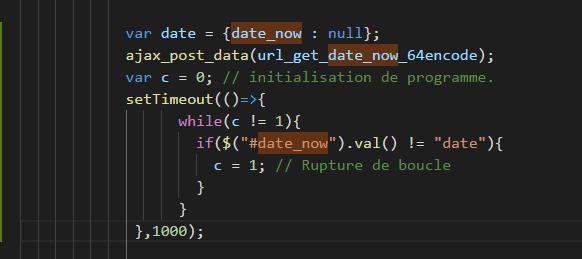 var date = {date_now : null};
ajax_post_data(url_get_date_now_64encode);
var c = 0; // initialisation de programme.
setTimeout(()=>{
while(c != 1){
if($("#date_now").val() != "date"){
c = 1; // Rupture de boucle
}
}
},1000);